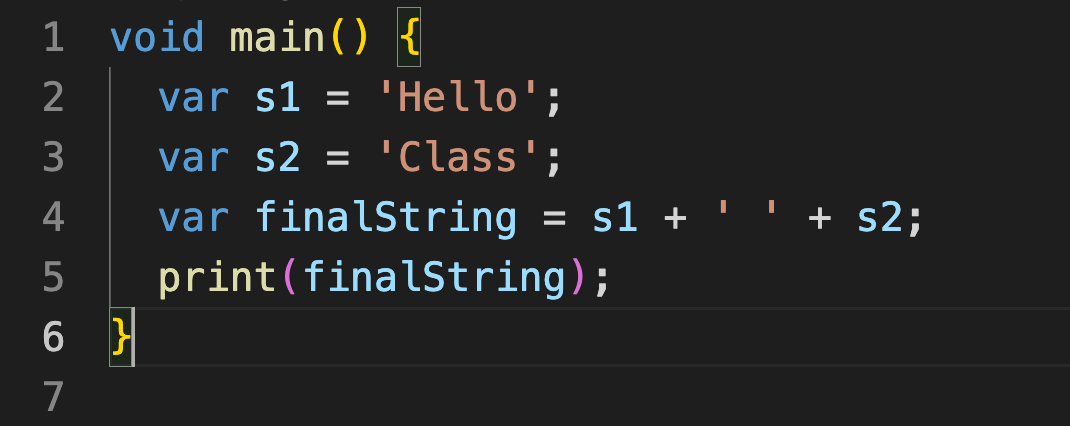 1 void main() {
2   var s1 = 'Hello';
3   var s2 = 'Class';
4   var finalString = s1 + ' ' + s2;
5   print(finalString);
6 }
7